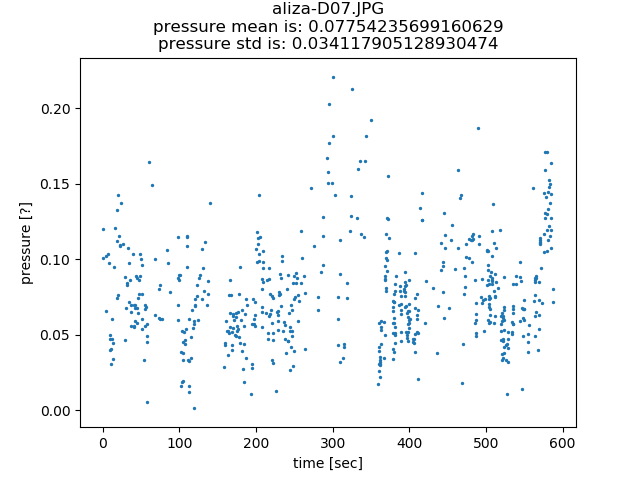 aliza-D07.JPG
pressure mean is: 0.07754235699160629
pressure std is: 0.034117905128930474
0.20
0.15
0.10
0.05
0.00
pressure [?]
0 100 200 300 400 500 600
time [sec]